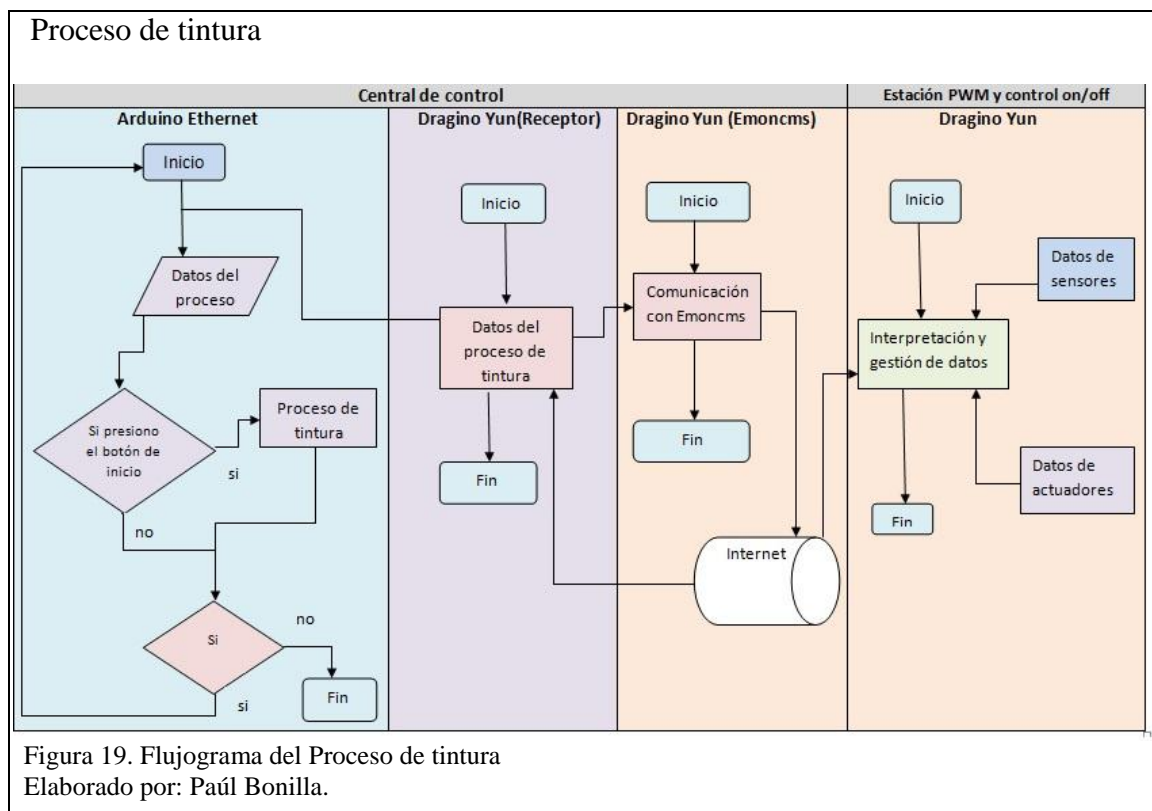 Proceso de tintura
Central de control
Estación PWM y control on/off
Arduino Ethernet
Dragino Yun(Receptor)
Dragino Yun (Emoncms)
Dragino Yun
Inicio
Datos del
proceso
Si presiono
el botón de
inicio
si
no
Proceso de
tintura
Si
no
si
Fin
Inicio
Datos del
proceso de
tintura
Fin
Inicio
Comunicación
con Emoncms
Fin
Internet
Inicio
Datos de
sensores
Interpretación y
gestión de datos
Datos de
actuadores
Fin
Figura 19. Flujograma del Proceso de tintura
Elaborado por: Paúl Bonilla.